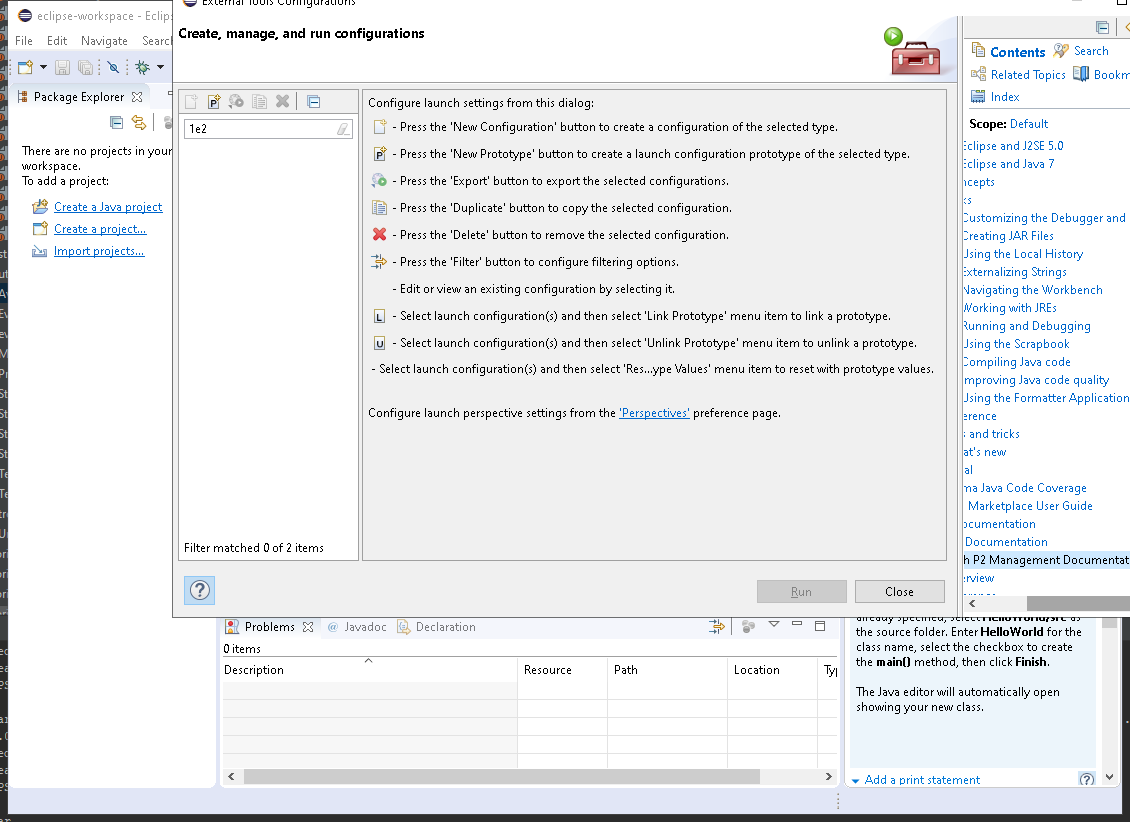 eclipse-workspace - Eclips
External Tools Configurations
File Edit Navigate Search
Create, manage, and run configurations
Contents Search
Related Topics Bookm
Index
Package Explorer
Scope: Default
There are no projects in your
workspace.
To add a project:
Create a Java project
Create a project...
Import projects...
1e2
Filter matched 0 of 2 items
Configure launch settings from this dialog:
- Press the 'New Configuration' button to create a configuration of the selected type.
- Press the 'New Prototype' button to create a launch configuration prototype of the selected type.
- Press the 'Export' button to export the selected configurations.
- Press the 'Duplicate' button to copy the selected configuration.
- Press the 'Delete' button to remove the selected configuration.
- Press the 'Filter' button to configure filtering options.
- Edit or view an existing configuration by selecting it.
L - Select launch configuration(s) and then select 'Link Prototype' menu item to link a prototype.
U - Select launch configuration(s) and then select 'Unlink Prototype' menu item to unlink a prototype.
- Select launch configuration(s) and then select 'Res...ype Values' menu item to reset with prototype values.
Configure launch perspective settings from the 'Perspectives' preference page.
Run Close
Eclipse and J2SE 5.0
Eclipse and Java 7
ncepts
ks
Customizing the Debugger and
Creating JAR Files
Using the Local History
Externalizing Strings
Navigating the Workbench
Working with JREs
Running and Debugging
Using the Scrapbook
Compiling Java code
mproving Java code quality
Using the Formatter Application
erence
s and tricks
at's new
al
ma Java Code Coverage
Marketplace User Guide
ocumentation
Documentation
h P2 Management Documentat
erview
Problems Javadoc @ Declaration
0 items
Description Resource Path Location Typ
already specified, select HelloWorld/src as
the source folder. Enter HelloWorld for the
class name, select the checkbox to create
the main() method, then click Finish.
The Java editor will automatically open
showing your new class.
Add a print statement